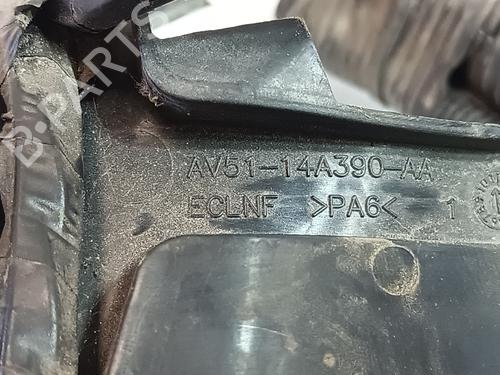 B-PARTS
AV51-14A390-AA
ECLNF >PA6< 1